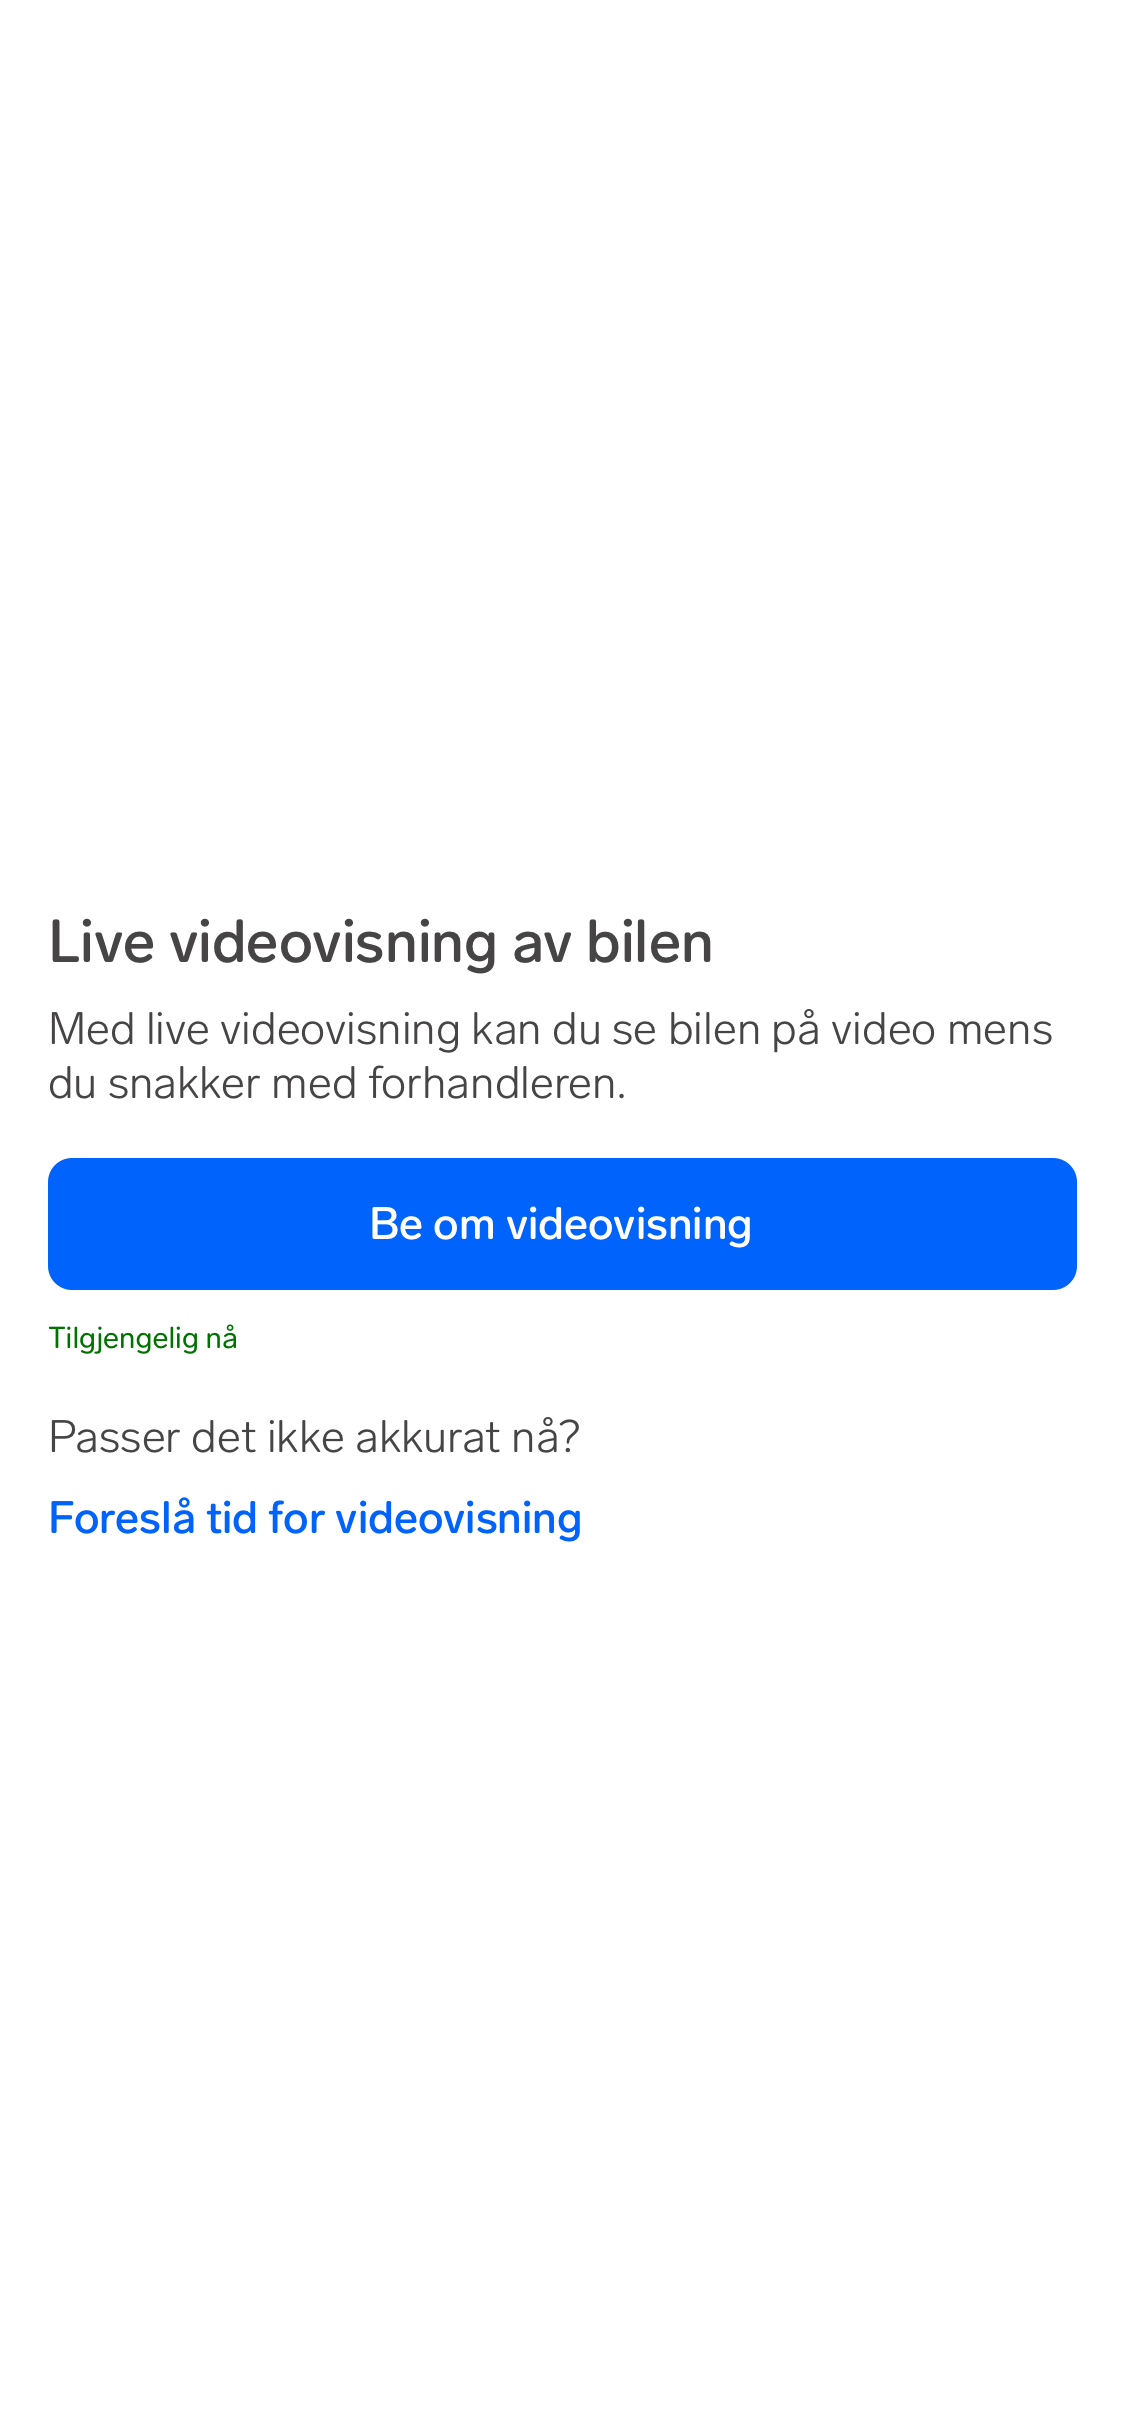 Live videovisning av bilen
Med live videovisning kan du se bilen på video mens
du snakker med forhandleren.
Be om videovisning
Tilgjengelig nå
Passer det ikke akkurat nå?
Foreslå tid for videovisning